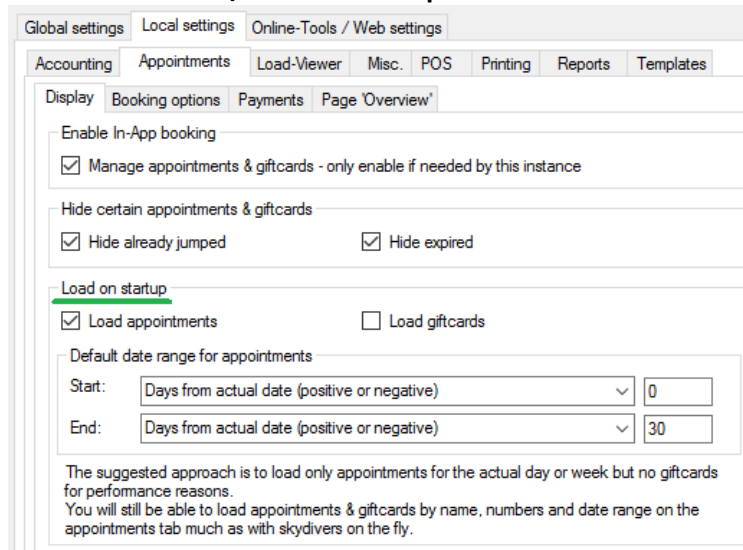 Global settings Local settings Online-Tools / Web settings
Accounting Appointments Load-Viewer Misc. POS Printing Reports Templates
Display Booking options Payments Page 'Overview'
Enable In-App booking
Manage appointments & giftcards - only enable if needed by this instance
Hide certain appointments & giftcards
Hide already jumped Hide expired
Load on startup
Load appointments Load giftcards
Default date range for appointments
Start: Days from actual date (positive or negative) 0
End: Days from actual date (positive or negative) 30
The suggested approach is to load only appointments for the actual day or week but no giftcards
for performance reasons.
You will still be able to load appointments & giftcards by name, numbers and date range on the
appointments tab much as with skydivers on the fly.